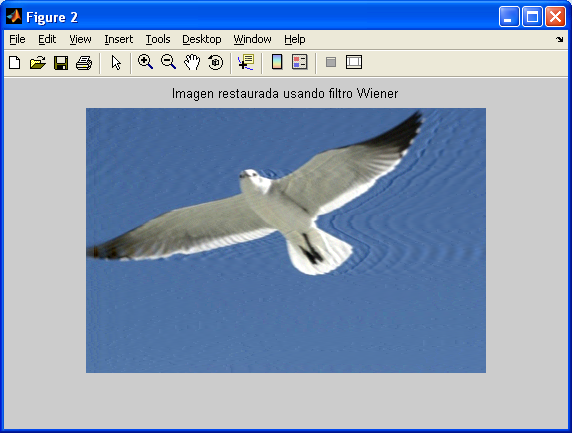 Figure 2
File Edit View Insert Tools Desktop Window Help
Imagen restaurada usando filtro Wiener